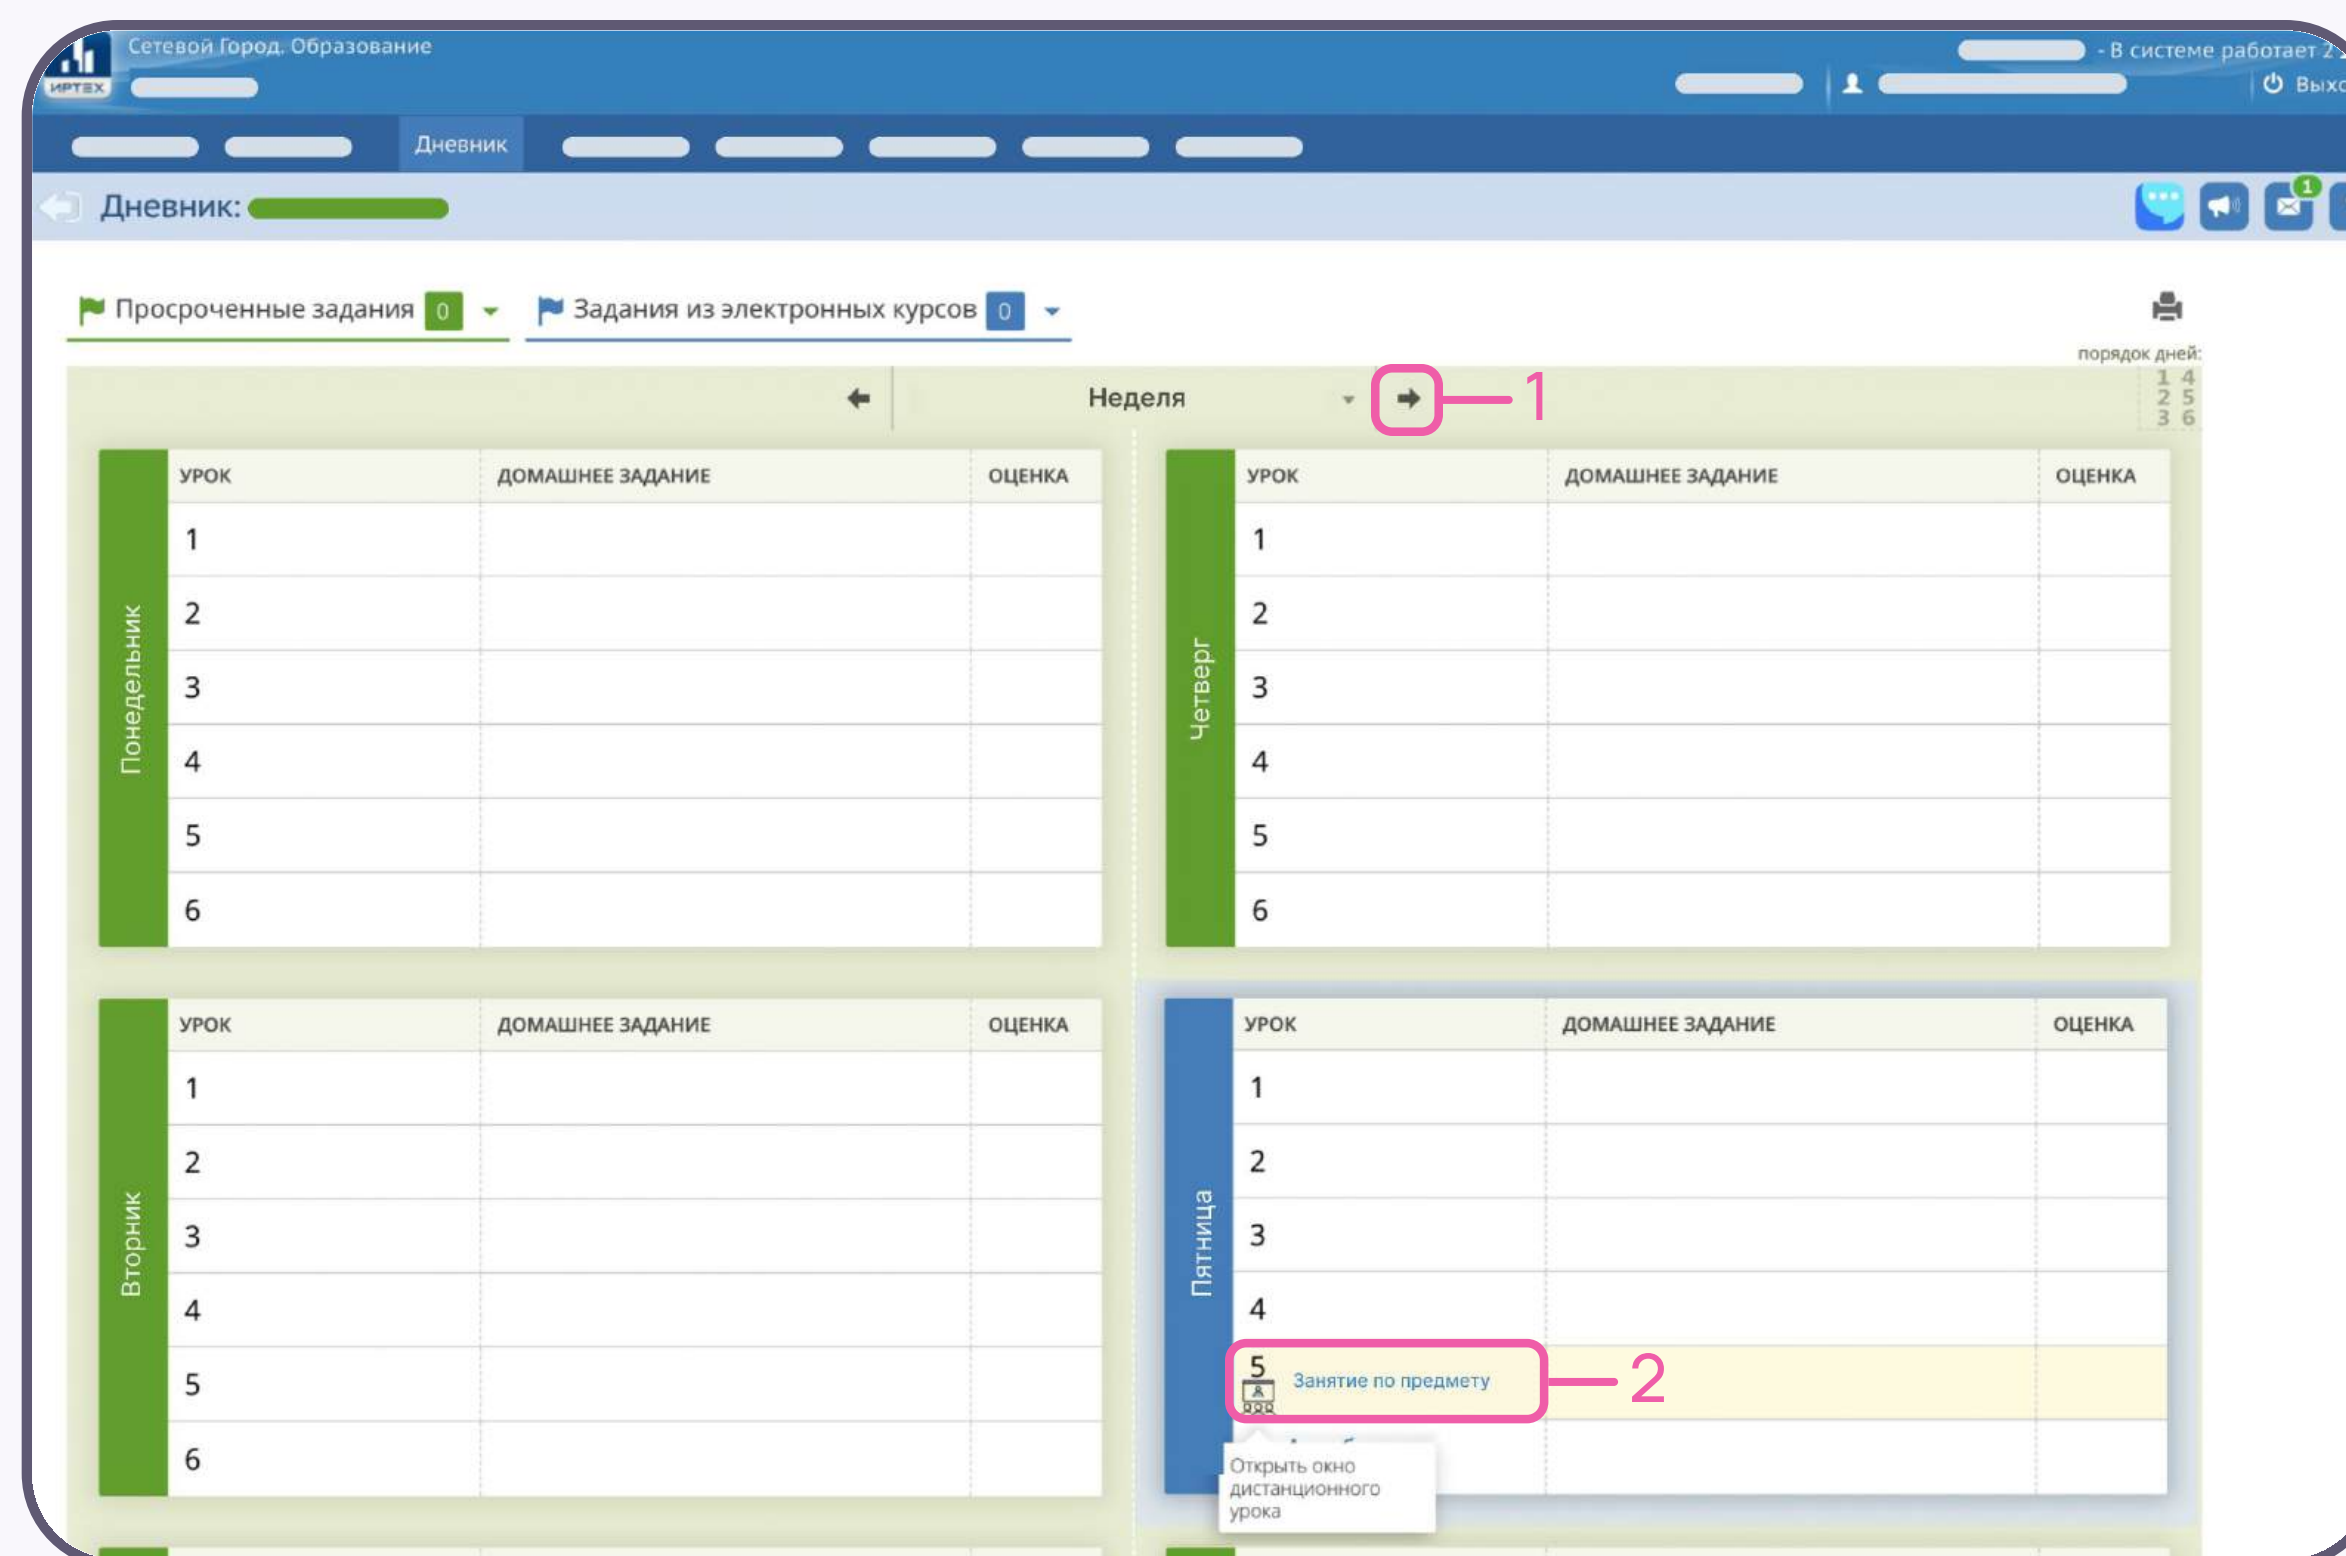 Сетевой Город. Образование
- В системе работает 2
ИРТЕХ
Дневник
Дневник:
1
Просроченные задания 0
Задания из электронных курсов 0
порядок дней:
1 4
2 5
3 6
Неделя
1
Понедельник
УРОК ДОМАШНЕЕ ЗАДАНИЕ ОЦЕНКА
1
2
3
4
5
6
Четверг
УРОК ДОМАШНЕЕ ЗАДАНИЕ ОЦЕНКА
1
2
3
4
5
6
Вторник
УРОК ДОМАШНЕЕ ЗАДАНИЕ ОЦЕНКА
1
2
3
4
5
6
Пятница
УРОК ДОМАШНЕЕ ЗАДАНИЕ ОЦЕНКА
1
2
3
4
5 Занятие по предмету
2
Открыть окно
дистанционного
урока